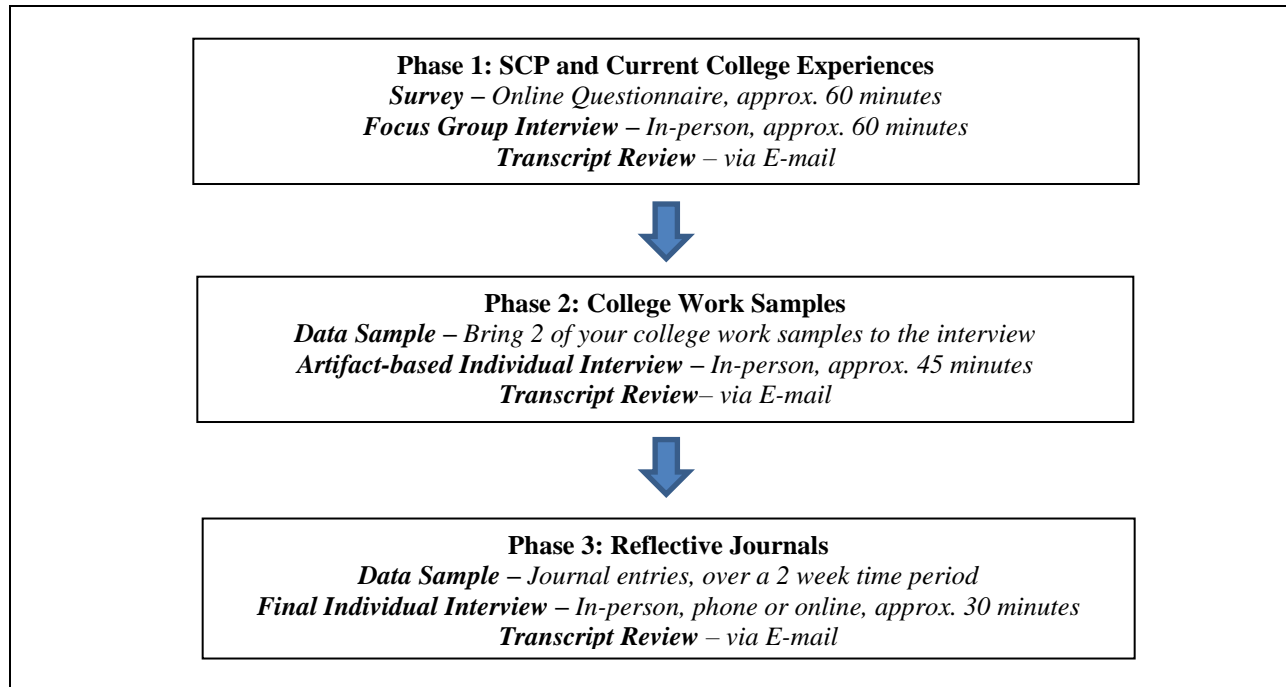 Phase 1: SCP and Current College Experiences
Survey – Online Questionnaire, approx. 60 minutes
Focus Group Interview – In-person, approx. 60 minutes
Transcript Review – via E-mail
Phase 2: College Work Samples
Data Sample – Bring 2 of your college work samples to the interview
Artifact-based Individual Interview – In-person, approx. 45 minutes
Transcript Review– via E-mail
Phase 3: Reflective Journals
Data Sample – Journal entries, over a 2 week time period
Final Individual Interview – In-person, phone or online, approx. 30 minutes
Transcript Review – via E-mail